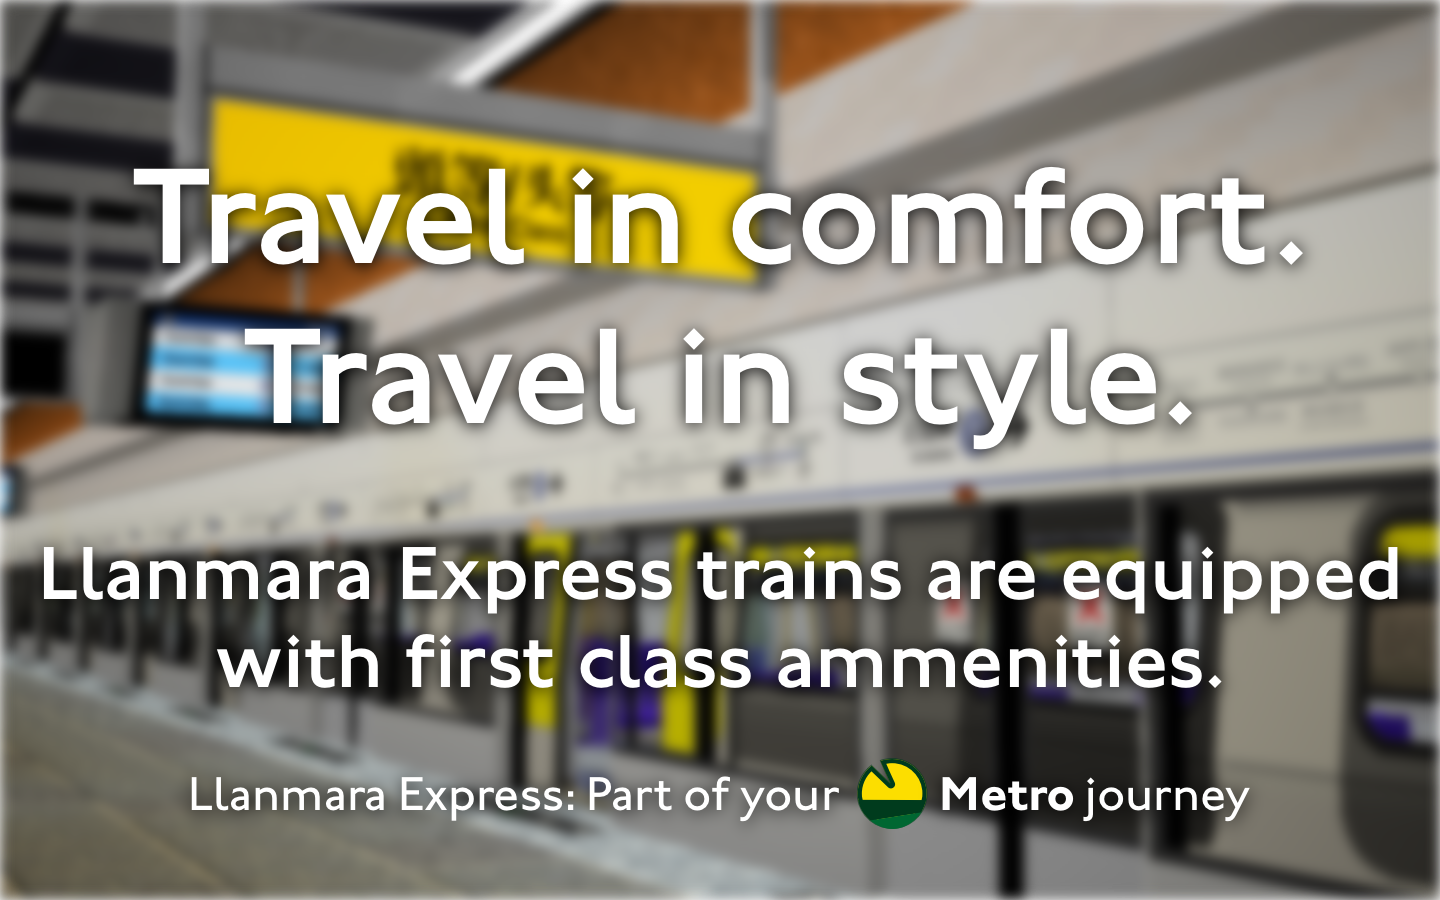 Travel in comfort.
Travel in style.
Llanmara Express trains are equipped
with first class ammenities.
Llanmara Express: Part of your Metro journey